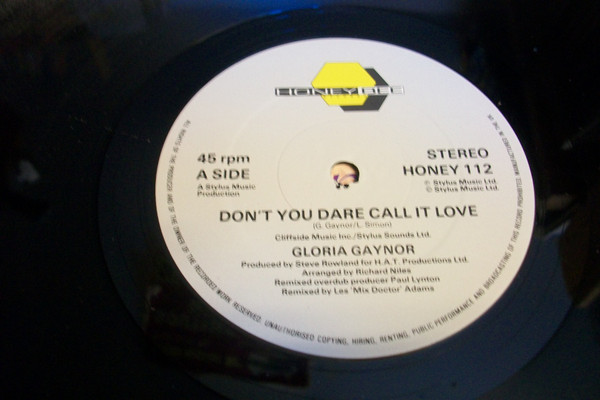 HONEY BEE
45 rpm
A SIDE
A Stylus Music
Production
STEREO
HONEY 112
℗ Stylus Music Ltd.
© Stylus Music Ltd.
DON'T YOU DARE CALL IT LOVE
(G. Gaynor/L. Simon)
Cliffside Music Inc./Stylus Sounds Ltd.
GLORIA GAYNOR
Produced by Steve Rowland for H.A.T. Productions Ltd.
Arranged by Richard Niles
Remixed overdub producer Paul Lynton
Remixed by Les 'Mix Doctor' Adams
ALL RIGHTS OF THE PRODUCER AND OF THE OWNER OF THE RECORDED WORK RESERVED. UNAUTHORISED COPYING, HIRING, RENTING, PUBLIC PERFORMANCE AND BROADCASTING OF THIS RECORD PROHIBITED. MANUFACTURED IN THE UK